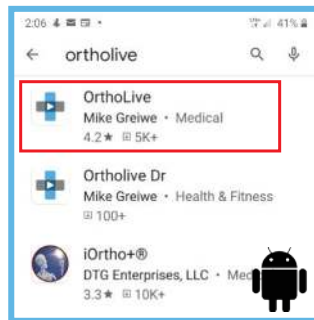 2:06
41%
ortholive
OrthoLive
Mike Greiwe • Medical
4.2★ 5K+
Ortholive Dr
Mike Greiwe • Health & Fitness
100+
iOrtho+®
DTG Enterprises, LLC •
3.3★ 10K+